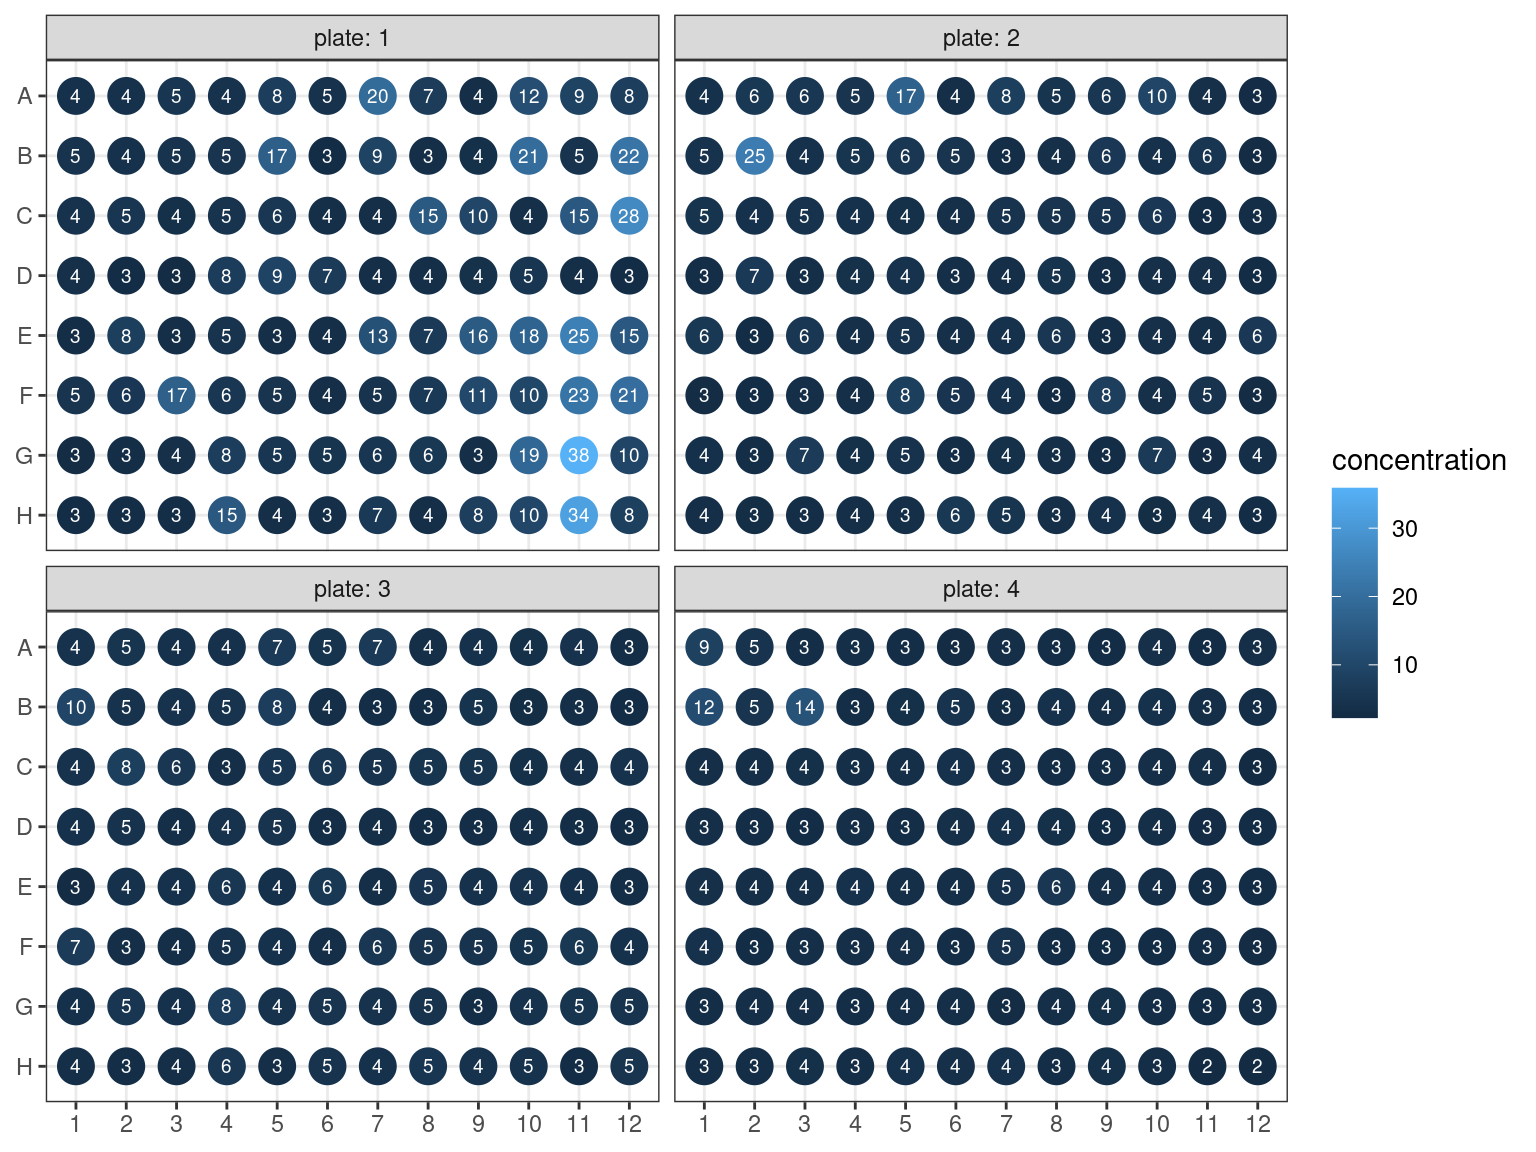 plate: 1
plate: 2
A 4 4 5 4 8 5 20 7 4 12 9 8 4 6 6 5 17 4 8 5 6 10 4 3
B 5 4 5 5 17 3 9 3 4 21 5 22 5 25 4 5 6 5 3 4 6 4 6 3
C 4 5 4 5 6 4 4 15 10 4 15 28 5 4 5 4 4 4 5 5 5 6 3 3
D 4 3 3 8 9 7 4 4 4 5 4 3 3 7 3 4 4 3 4 5 3 4 4 3
E 3 8 3 5 3 4 13 7 16 18 25 15 6 3 6 4 5 4 4 6 3 4 4 6
F 5 6 17 6 5 4 5 7 11 10 23 21 3 3 3 4 8 5 4 3 8 4 5 3
G 3 3 4 8 5 5 6 6 3 19 38 10 4 3 7 4 5 3 4 3 3 7 3 4
H 3 3 3 15 4 3 7 4 8 10 34 8 4 3 3 4 3 6 5 3 4 3 4 3
plate: 3
plate: 4
A 4 5 4 4 7 5 7 4 4 4 4 3 9 5 3 3 3 3 3 3 3 4 3 3
B 10 5 4 5 8 4 3 3 5 3 3 3 12 5 14 3 4 5 3 4 4 4 3 3
C 4 8 6 3 5 6 5 5 5 4 4 4 4 4 4 3 4 4 3 3 3 4 4 3
D 4 5 4 4 5 3 4 3 3 4 3 3 3 3 3 3 3 4 4 4 3 4 3 3
E 3 4 4 6 4 6 4 5 4 4 4 3 4 4 4 4 4 4 5 6 4 4 3 3
F 7 3 4 5 4 4 6 5 5 5 6 4 4 3 3 3 4 3 5 3 3 3 3 3
G 4 5 4 8 4 5 4 5 3 4 5 5 3 4 4 3 4 4 3 4 4 3 3 3
H 4 3 4 6 3 5 4 5 4 5 3 5 3 3 4 3 4 4 4 3 4 3 2 2
1 2 3 4 5 6 7 8 9 10 11 12 1 2 3 4 5 6 7 8 9 10 11 12
concentration
30
20
10